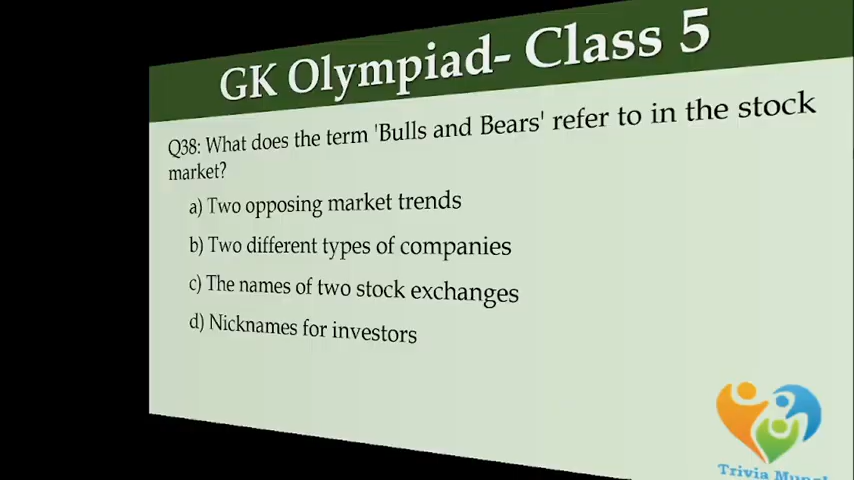 GK Olympiad- Class 5
Q38: What does the term 'Bulls and Bears' refer to in the stock
market?
a) Two opposing market trends
b) Two different types of companies
c) The names of two stock exchanges
d) Nicknames for investors
Trivia